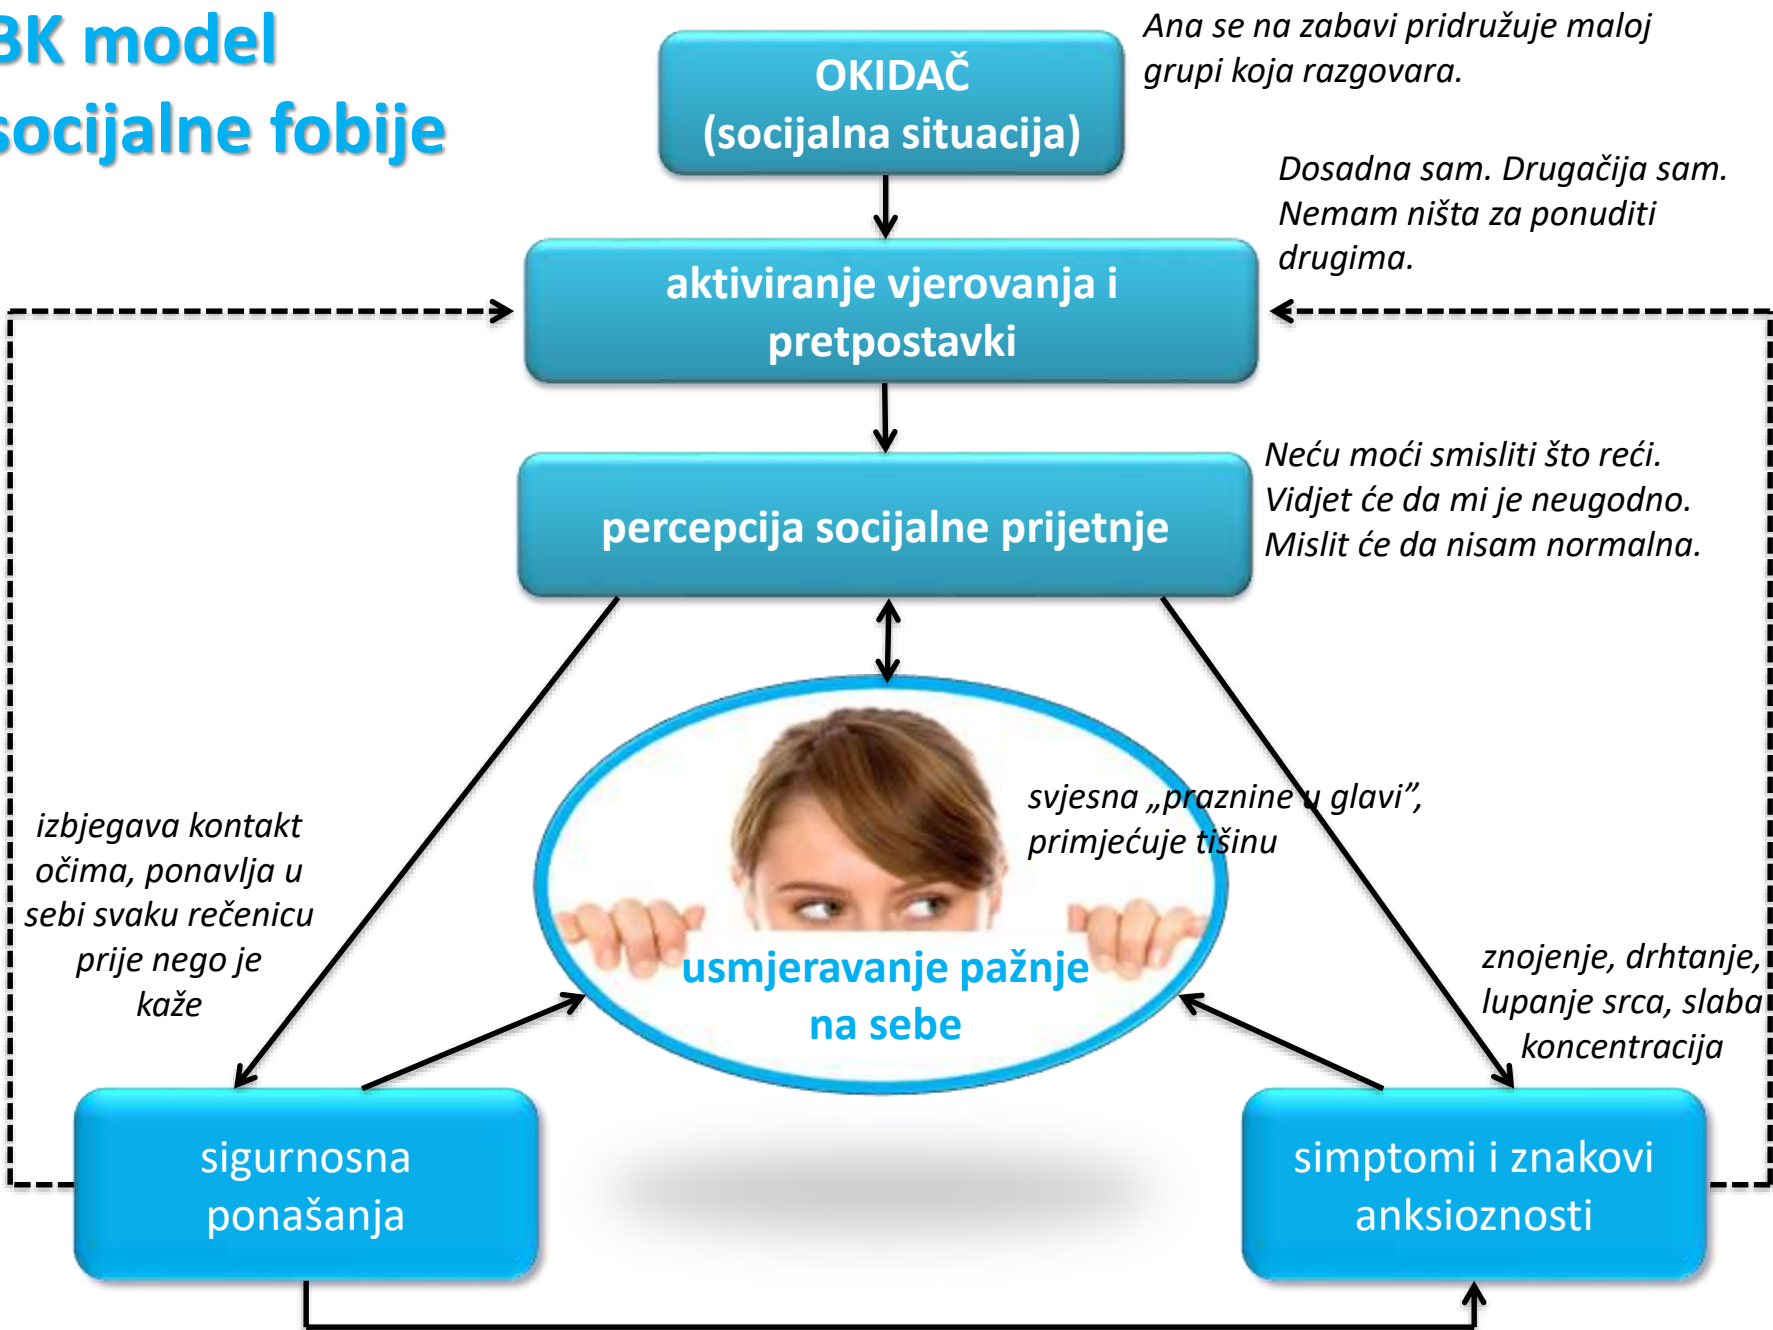 BK model
socijalne fobije
Ana se na zabavi pridružuje maloj
grupi koja razgovara.
OKIDAČ
(socijalna situacija)
Dosadna sam. Drugačija sam.
Nemam ništa za ponuditi
drugima.
aktiviranje vjerovanja i
pretpostavki
Neću moći smisliti što reći.
Vidjet će da mi je neugodno.
Mislit će da nisam normalna.
percepcija socijalne prijetnje
svjesna „praznine u glavi”,
primjećuje tišinu
izbjegava kontakt
očima, ponavlja u
sebi svaku rečenicu
prije nego je
kaže
usmjeravanje pažnje
na sebe
znojenje, drhtanje,
lupanje srca, slaba
koncentracija
sigurnosna
ponašanja
simptomi i znakovi
anksioznosti